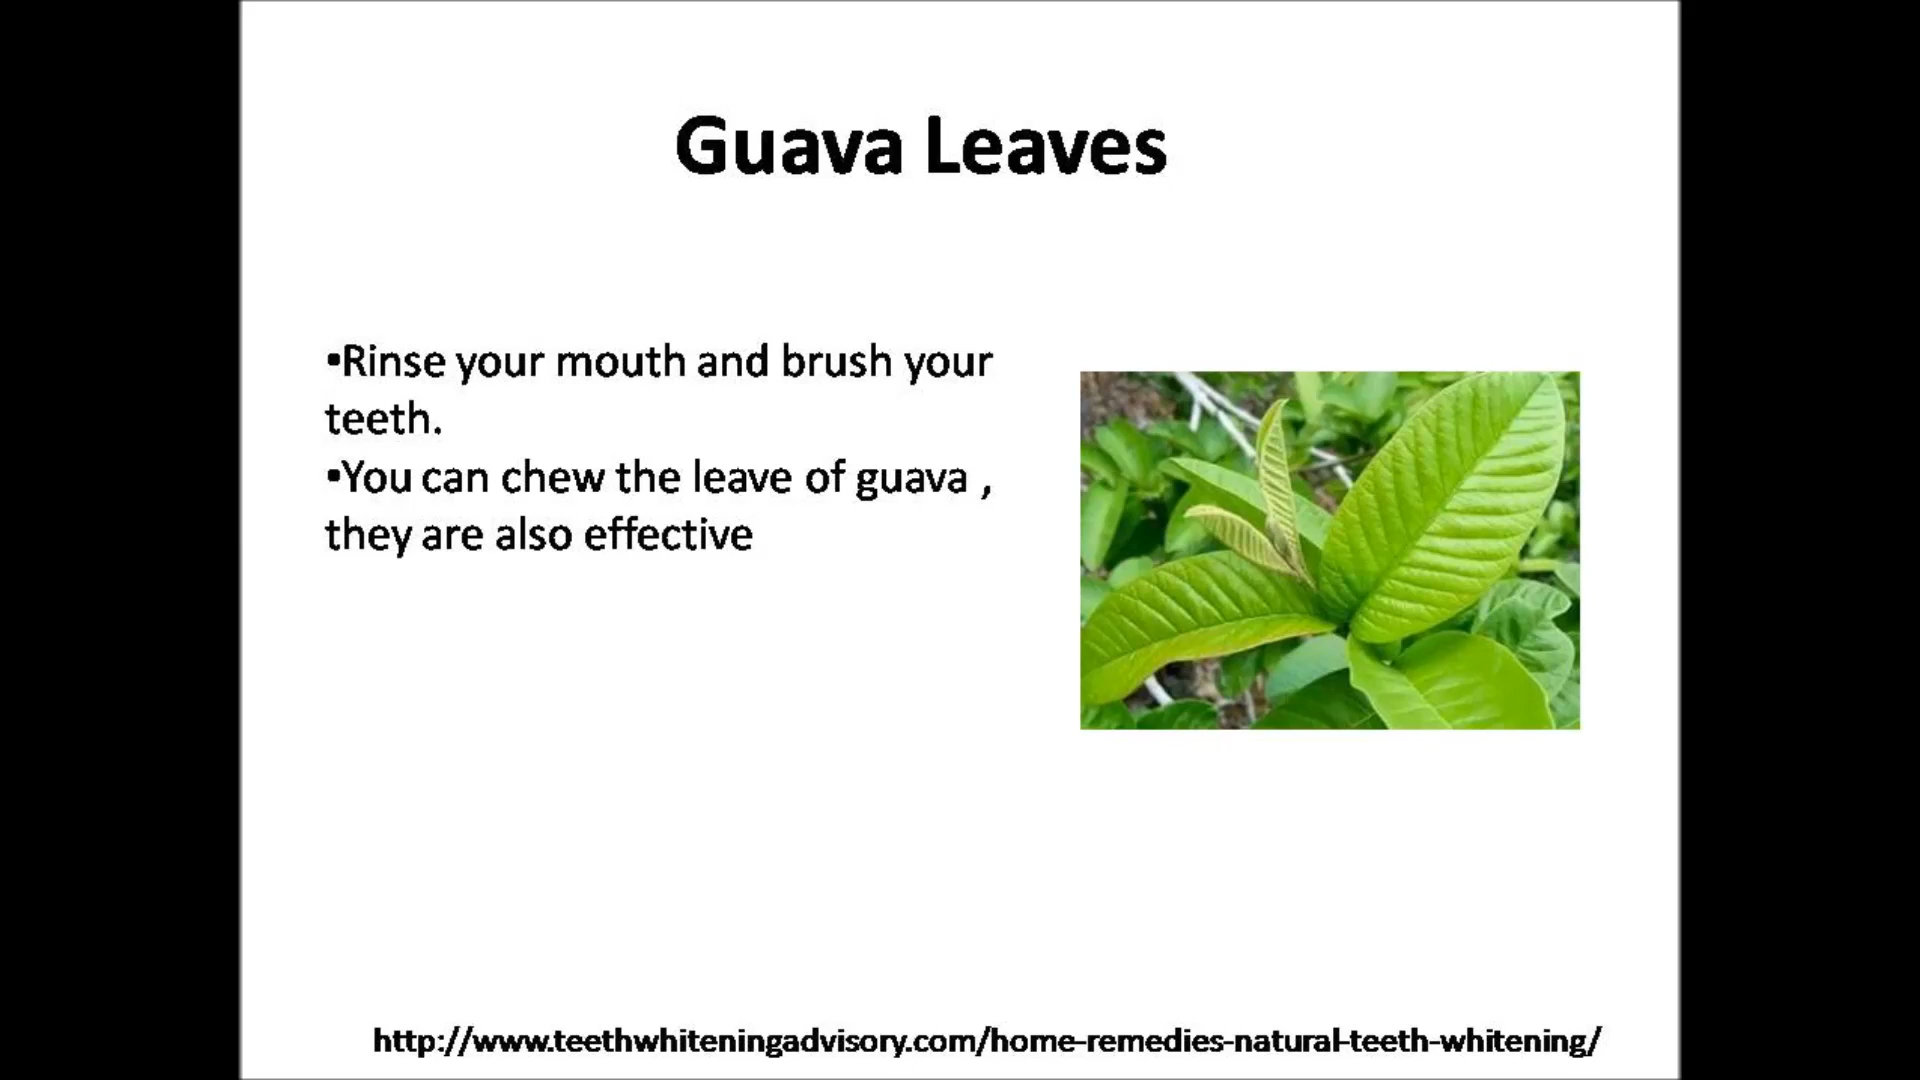 Guava Leaves
•Rinse your mouth and brush your
teeth.
•You can chew the leave of guava ,
they are also effective
http://www.teethwhiteningadvisory.com/home-remedies-natural-teeth-whitening/